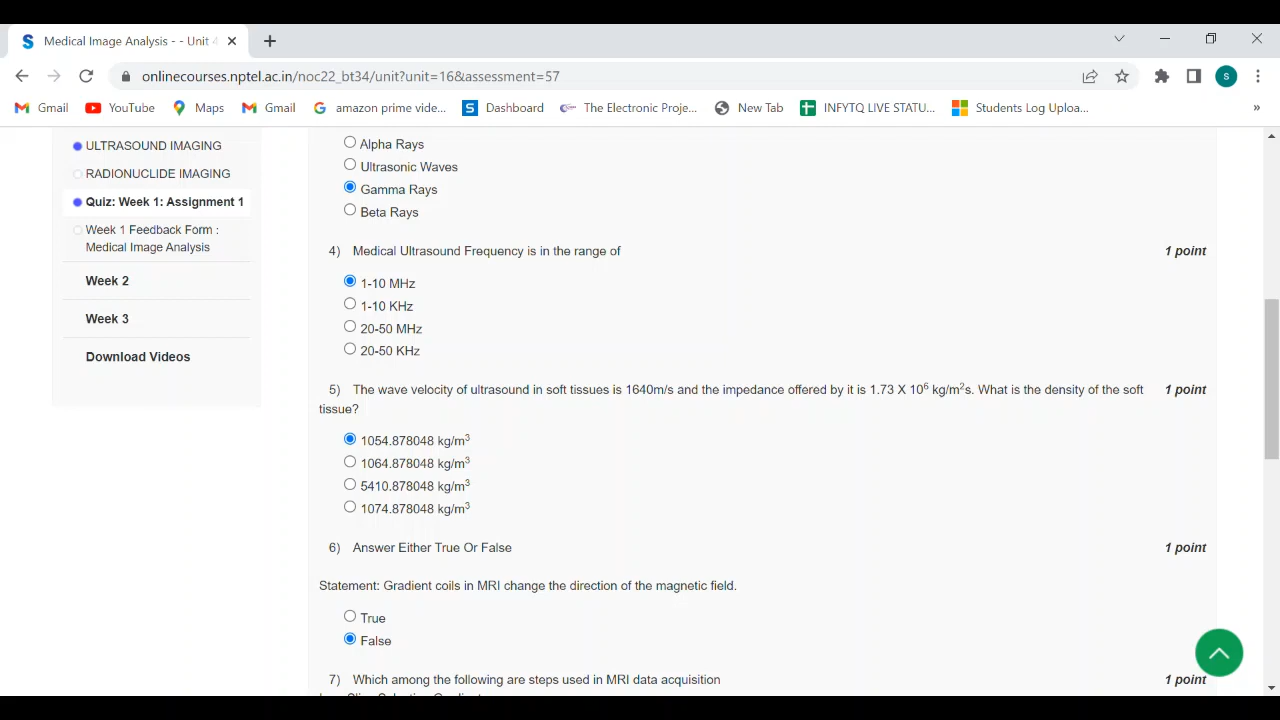 Medical Image Analysis - - Unit 4
onlinecourses.nptel.ac.in/noc22_bt34/unit?unit=16&assessment=57
S
Gmail YouTube Maps Gmail amazon prime vide... Dashboard The Electronic Proje... New Tab INFYTQ LIVE STATU... Students Log Uploa... »
ULTRASOUND IMAGING
RADIONUCLIDE IMAGING
Quiz: Week 1: Assignment 1
Week 1 Feedback Form :
Medical Image Analysis
Week 2
Week 3
Download Videos
Alpha Rays
Ultrasonic Waves
Gamma Rays
Beta Rays
4) Medical Ultrasound Frequency is in the range of 1 point
1-10 MHz
1-10 KHz
20-50 MHz
20-50 KHz
5) The wave velocity of ultrasound in soft tissues is 1640m/s and the impedance offered by it is 1.73 X 10⁶ kg/m²s. What is the density of the soft 1 point
tissue?
1054.878048 kg/m³
1064.878048 kg/m³
5410.878048 kg/m³
1074.878048 kg/m³
6) Answer Either True Or False 1 point
Statement: Gradient coils in MRI change the direction of the magnetic field.
True
False
7) Which among the following are steps used in MRI data acquisition 1 point